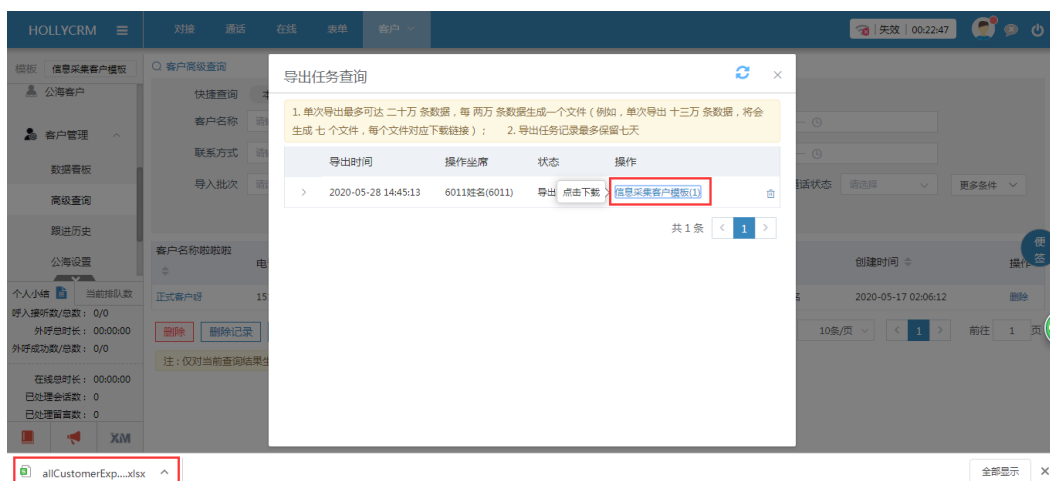 HOLLYCRM
对接 通话 在线 表单 客户
失效 00:22:47
模板 信息采集客户模板
公海客户
客户管理
数据看板
高级查询
跟进历史
公海设置
个人小结 当前排队数
呼入接听数/总数: 0/0
外呼总时长: 00:00:00
外呼成功数/总数: 0/0
在线总时长: 00:00:00
已处理会话数: 0
已处理留言数: 0
XM
客户高级查询
快捷查询
客户名称
联系方式
导入批次
请选择
更多条件
客户名称啦啦啦
创建时间
正式客户呀
15
2020-05-17 02:06:12
删除
删除 删除记录
10条/页 < 1 > 前往 1 页
注:仅对当前查询结果生
便
签
导出任务查询
1. 单次导出最多可达 二十万 条数据,每 两万 条数据生成一个文件(例如,单次导出 十三万 条数据,将会
生成 七 个文件,每个文件对应下载链接); 2. 导出任务记录最多保留七天
导出时间 操作坐席 状态 操作
2020-05-28 14:45:13 6011姓名(6011) 导出 点击下载 信息采集客户模板(1)
共 1 条 < 1 >
allCustomerExp....xlsx
全部显示